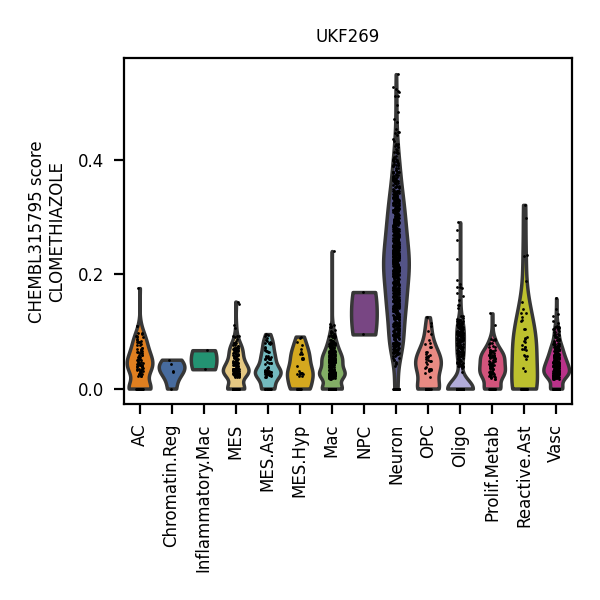 UKF269
CHEMBL315795 score
CLOMETHIAZOLE
0.4
0.2
0.0
AC
Chromatin.Reg
Inflammatory.Mac
MES
MES.Ast
MES.Hyp
Mac
NPC
Neuron
OPC
Oligo
Prolif.Metab
Reactive.Ast
Vasc